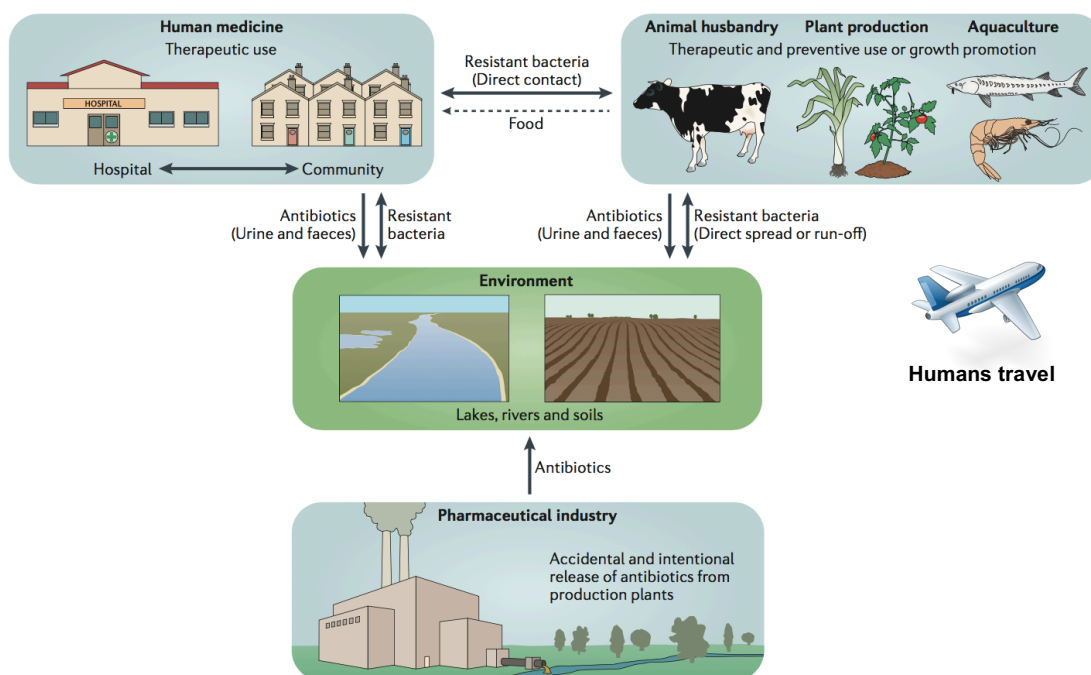 Human medicine
Therapeutic use
HOSPITAL
Hospital
Community
Resistant bacteria
(Direct contact)
Food
Animal husbandry
Plant production
Aquaculture
Therapeutic and preventive use or growth promotion
Antibiotics
(Urine and faeces)
Resistant
bacteria
Antibiotics
(Urine and faeces)
Resistant bacteria
(Direct spread or run-off)
Environment
Lakes, rivers and soils
Humans travel
Antibiotics
Pharmaceutical industry
Accidental and intentional
release of antibiotics from
production plants